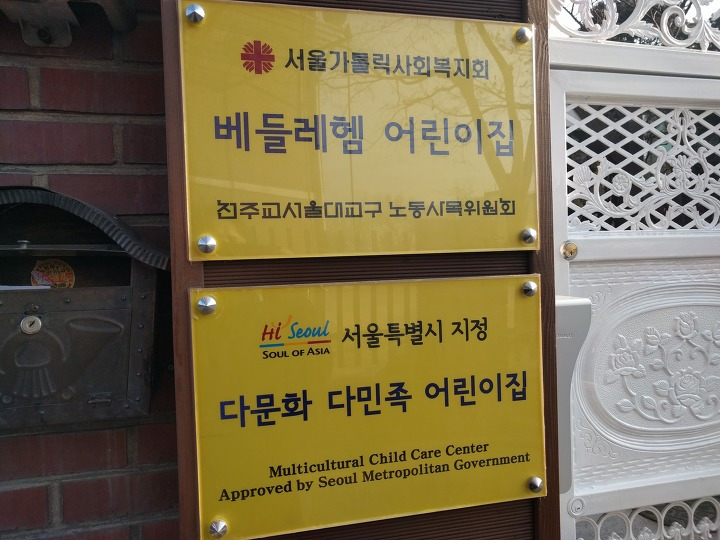 서울가톨릭사회복지회
베들레헴 어린이집
천주교서울대교구 노동사목위원회
Hi Seoul
SOUL OF ASIA
서울특별시 지정
다문화 다민족 어린이집
Multicultural Child Care Center
Approved by Seoul Metropolitan Government